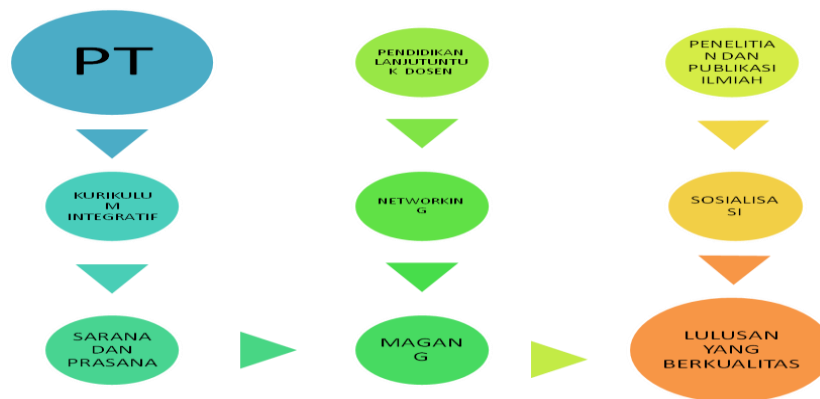 PT
KURIKULU
M
INTEGRATIF
SARANA
DAN
PRASANA
PENDIDIKAN
LANJUTUNTU
K DOSEN
NETWORKIN
G
MAGAN
G
PENELITIA
N DAN
PUBLIKASI
ILMIAH
SOSIALISA
SI
LULUSAN
YANG
BERKUALITAS